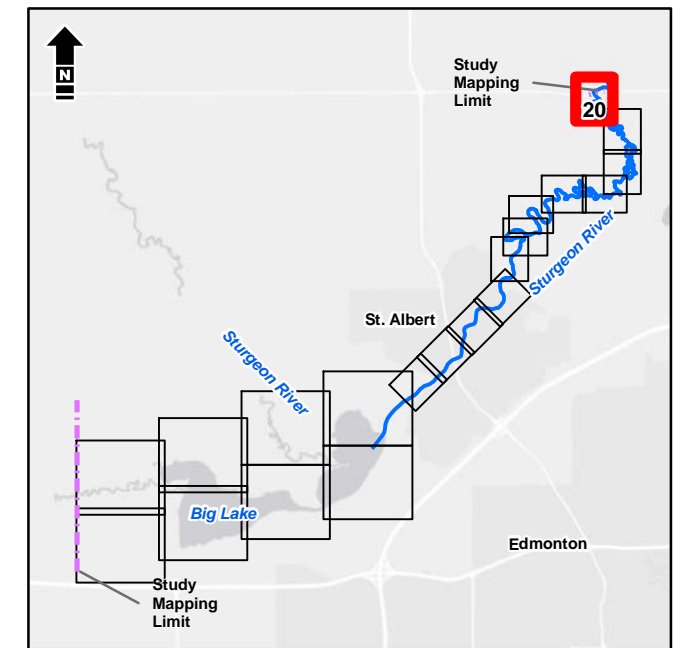 N
Study
Mapping
Limit
20
Sturgeon River
St. Albert
Sturgeon River
Big Lake
Edmonton
Study
Mapping
Limit